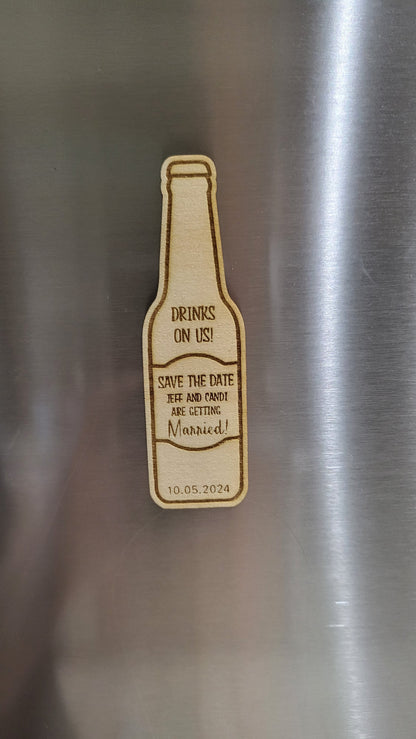 DRINKS
ON US!
SAVE THE DATE
JEFF AND CANDI
ARE GETTING
Married!
10.05.2024